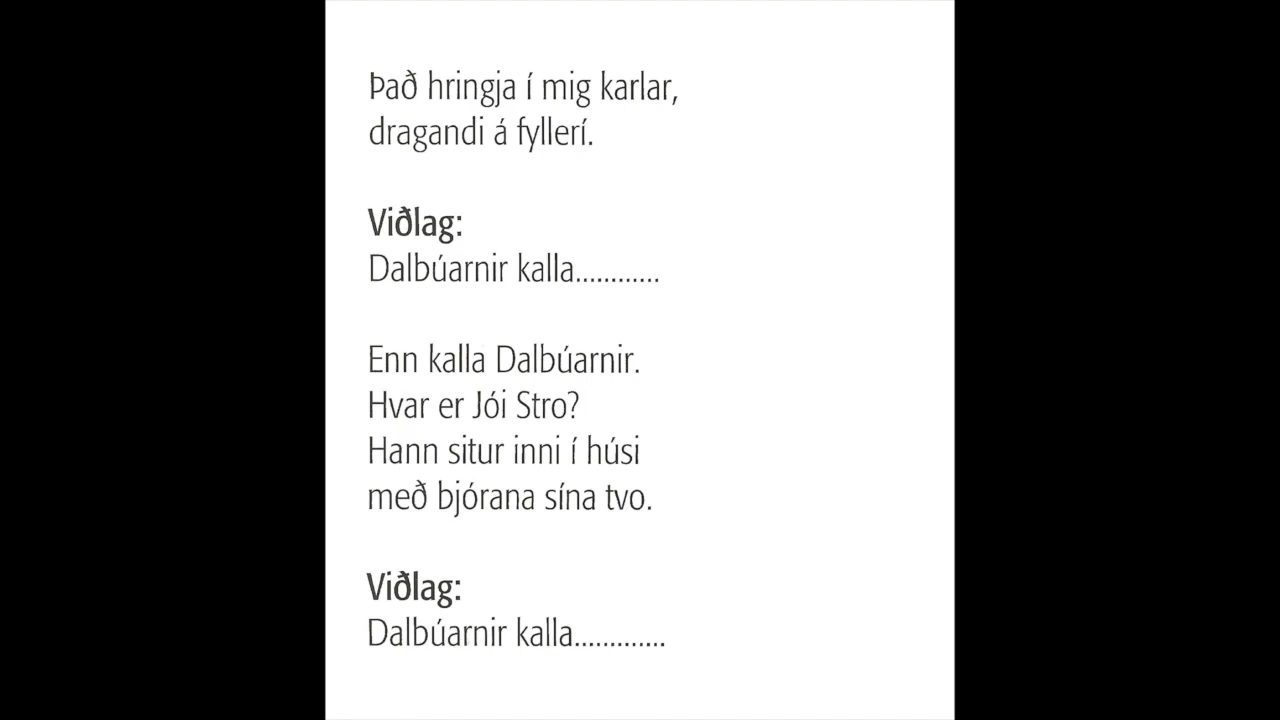 Það hringja í mig karlar,
dragandi á fyllerí.
Viðlag:
Dalbúarnir kalla............
Enn kalla Dalbúarnir.
Hvar er Jói Stro?
Hann situr inni í húsi
með bjórana sína tvo.
Viðlag:
Dalbúarnir kalla.............